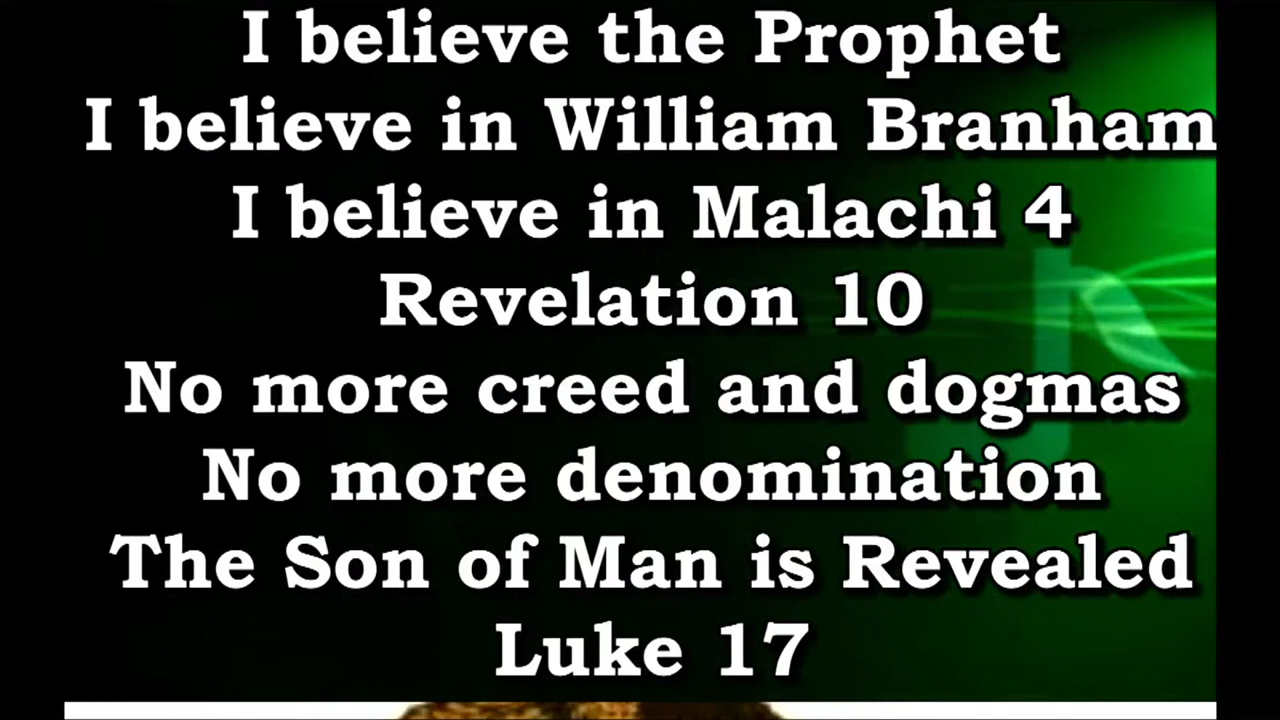 I believe the Prophet
I believe in William Branham
I believe in Malachi 4
Revelation 10
No more creed and dogmas
No more denomination
The Son of Man is Revealed
Luke 17